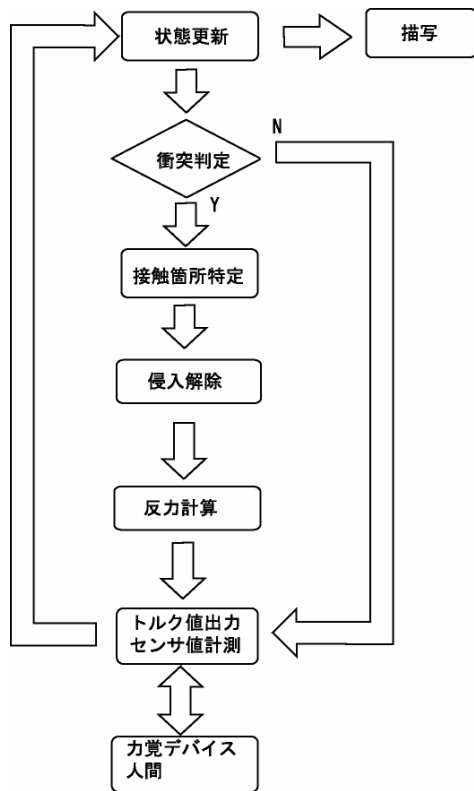 状態更新
描写
衝突判定
N
Y
接触箇所特定
侵入解除
反力計算
トルク値出力
センサ値計測
力覚デバイス
人間